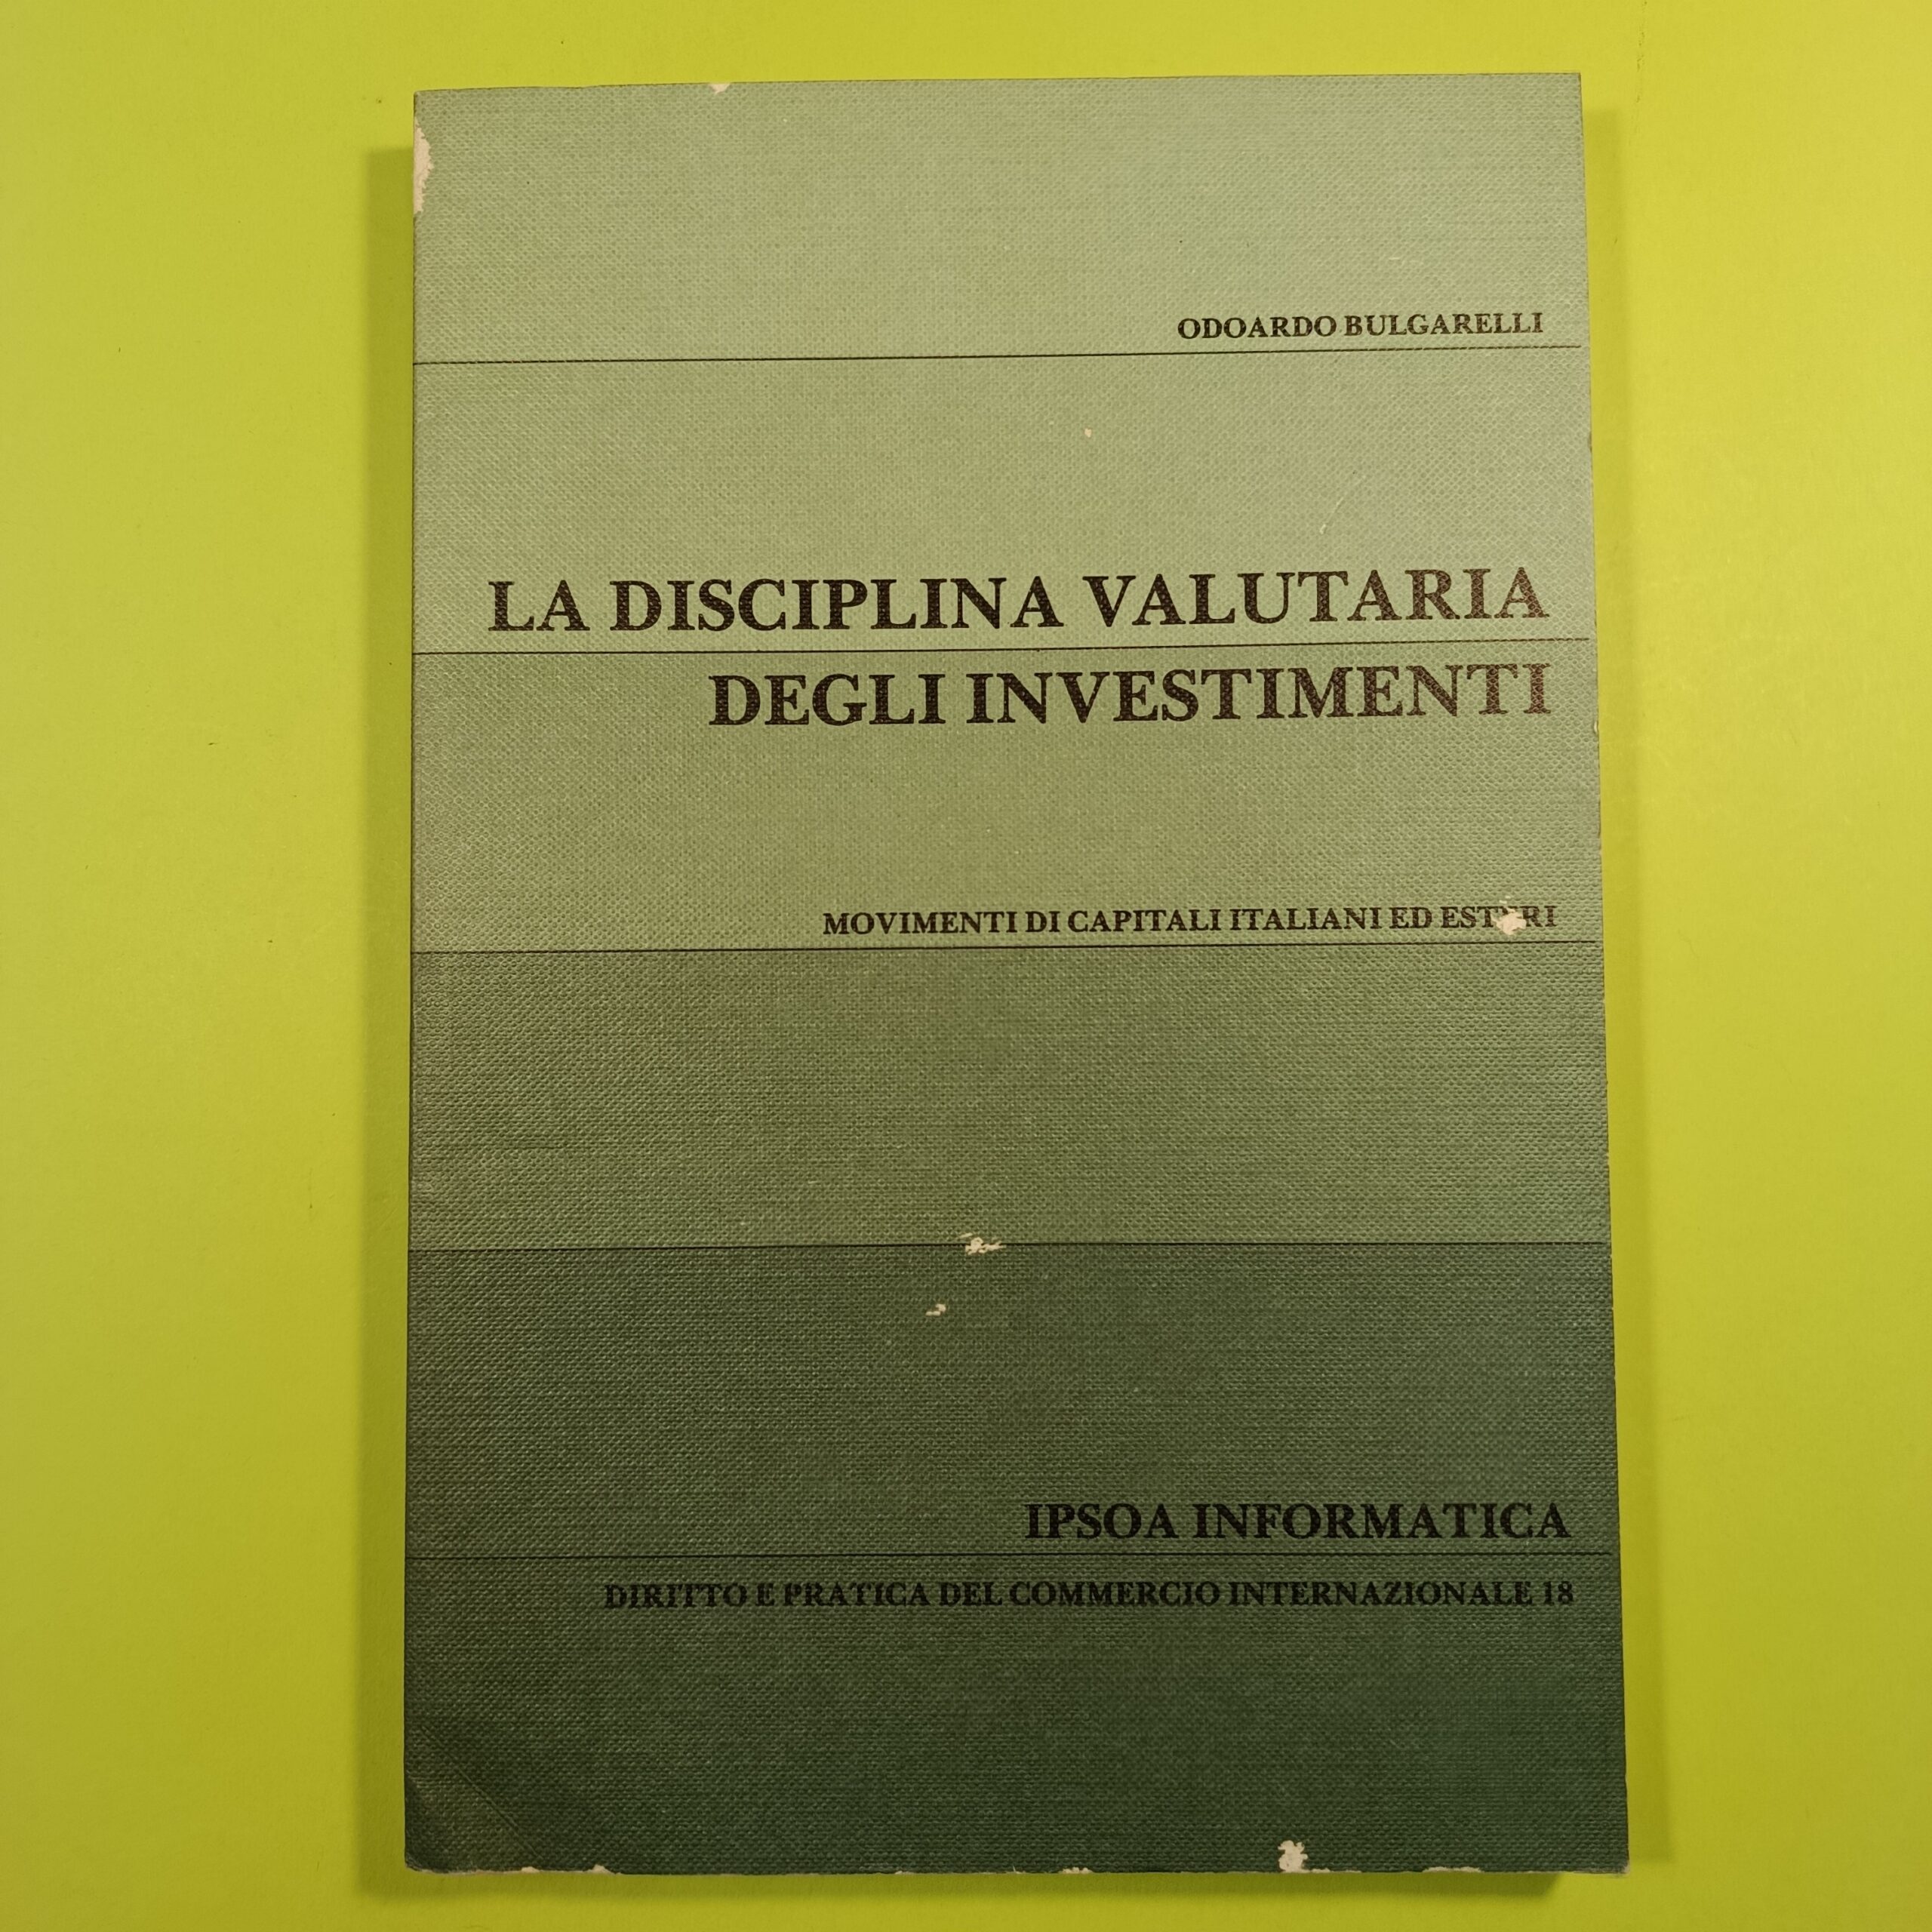 ODOARDO BULGARELLI
LA DISCIPLINA VALUTARIA
DEGLI INVESTIMENTI
MOVIMENTI DI CAPITALI ITALIANI ED ESTERI
IPSOA INFORMATICA
DIRITTO E PRATICA DEL COMMERCIO INTERNAZIONALE 18